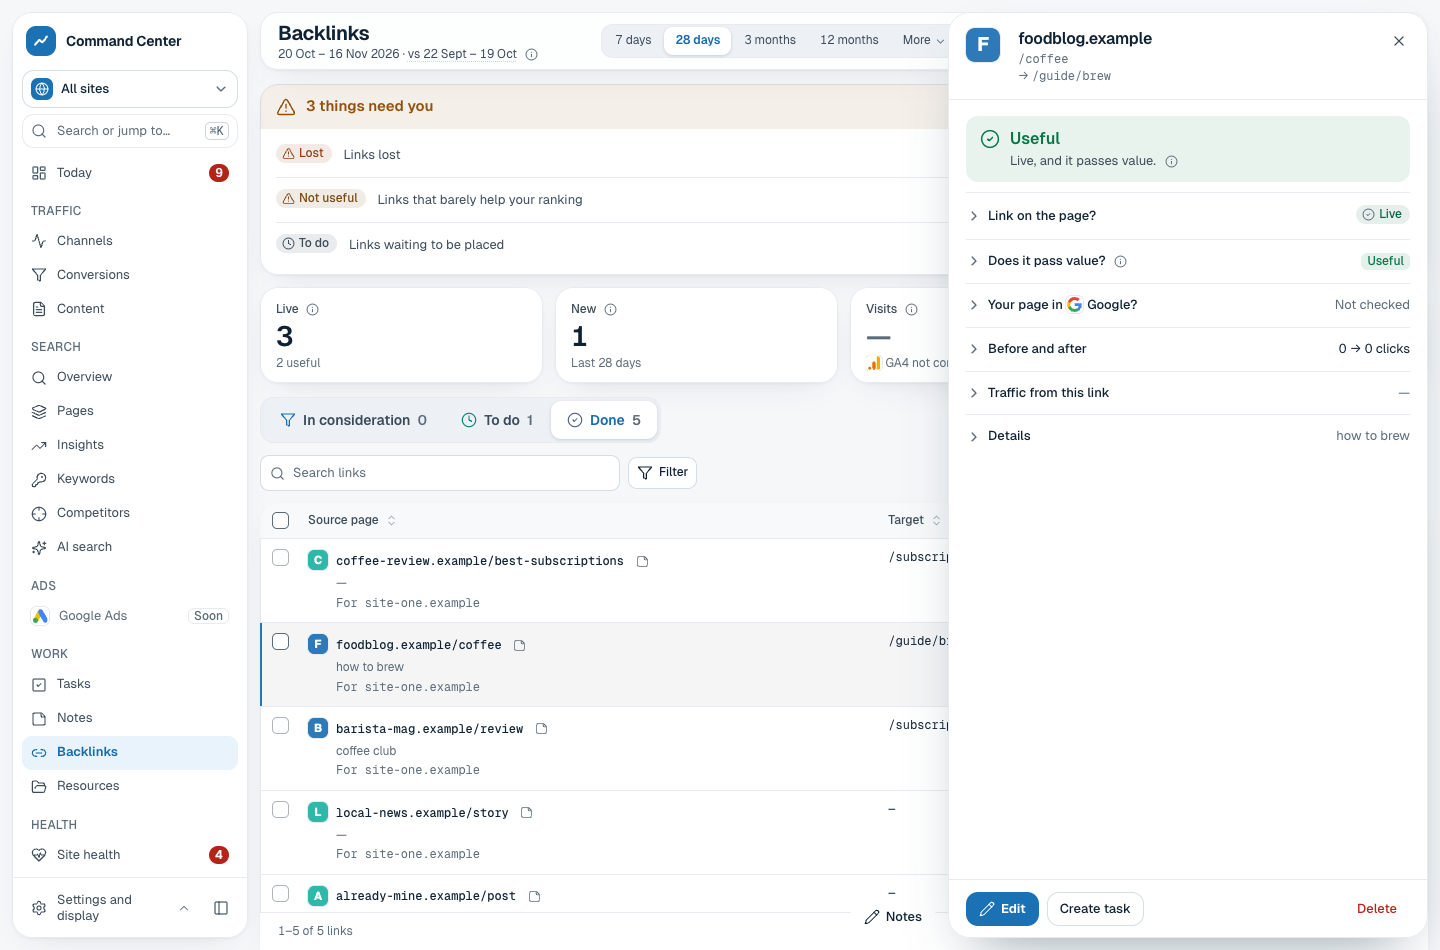 Command Center
All sites
Search or jump to...
⌘K
Today
9
TRAFFIC
Channels
Conversions
Content
SEARCH
Overview
Pages
Insights
Keywords
Competitors
AI search
ADS
Google Ads
Soon
WORK
Tasks
Notes
Backlinks
Resources
HEALTH
Site health
4
Settings and
display
Backlinks
20 Oct – 16 Nov 2026 · vs 22 Sept – 19 Oct
7 days
28 days
3 months
12 months
More
3 things need you
Lost
Links lost
Not useful
Links that barely help your ranking
To do
Links waiting to be placed
Live
3
2 useful
New
1
Last 28 days
Visits
—
GA4 not
In consideration 0
To do 1
Done 5
Search links
Filter
Source page
Target
C
coffee-review.example/best-subscriptions
—
For site-one.example
F
foodblog.example/coffee
how to brew
For site-one.example
/guide/
B
barista-mag.example/review
coffee club
For site-one.example
L
local-news.example/story
—
For site-one.example
–
A
already-mine.example/post
–
1–5 of 5 links
Notes
F
foodblog.example
/coffee
→ /guide/brew
Useful
Live, and it passes value.
Link on the page?
Live
Does it pass value?
Useful
Your page in G Google?
Not checked
Before and after
0 → 0 clicks
Traffic from this link
—
Details
how to brew
Edit
Create task
Delete